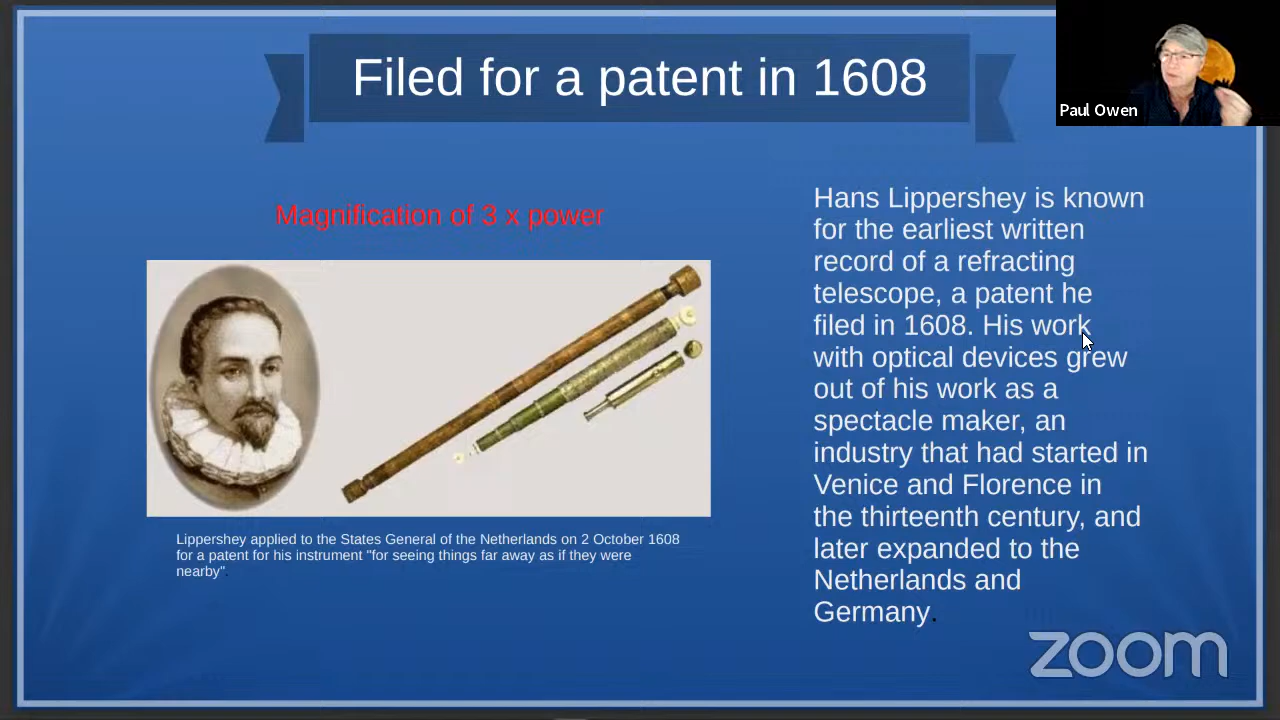 Filed for a patent in 1608
Paul Owen
Magnification of 3 x power
Lippershey applied to the States General of the Netherlands on 2 October 1608
for a patent for his instrument "for seeing things far away as if they were
nearby".
Hans Lippershey is known
for the earliest written
record of a refracting
telescope, a patent he
filed in 1608. His work
with optical devices grew
out of his work as a
spectacle maker, an
industry that had started in
Venice and Florence in
the thirteenth century, and
later expanded to the
Netherlands and
Germany.
zoom